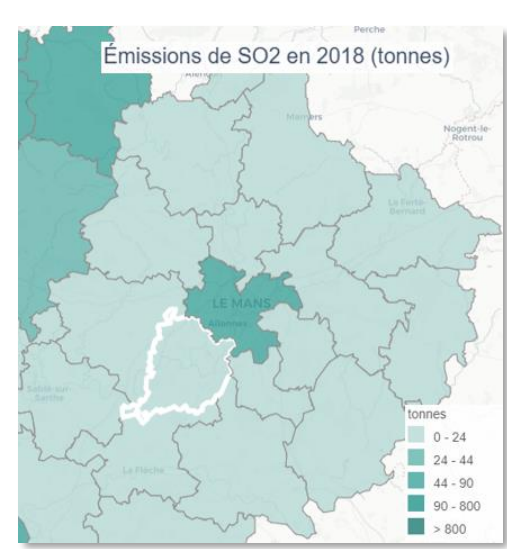 Perche
Émissions de SO2 en 2018 (tonnes)
Mamers
Nogent-le-
Rotrou
La Ferté-
Bernard
LE MANS
Allonnes
Sablé-sur-
Sarthe
La Flèche
tonnes
0 - 24
24 - 44
44 - 90
90 - 800
> 800